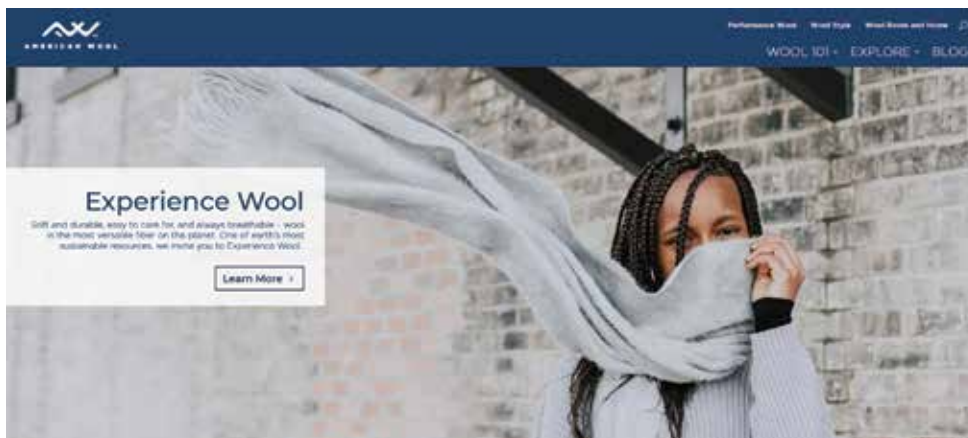 AMERICAN WOOL
Performance Wool Wool Style Wool Home and Home
WOOL 101 EXPLORE BLOG
Experience Wool
Soft and durable, easy to care for, and always breathable - wool
is the most versatile fiber on the planet. One of earth's most
sustainable resources, we invite you to Experience Wool.
Learn More ›